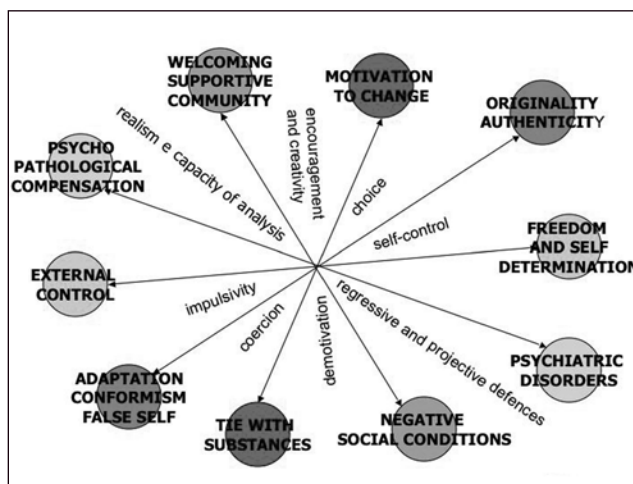 WELCOMING
SUPPORTIVE
COMMUNITY
MOTIVATION
TO CHANGE
ORIGINALITY
AUTHENTICITY
PSYCHO
PATHOLOGICAL
COMPENSATION
realism e capacity of analysis
encouragement
and creativity
choice
self-control
FREEDOM
AND SELF
DETERMINATION
EXTERNAL
CONTROL
impulsivity
coercion
demotivation
regressive and projective defences
PSYCHIATRIC
DISORDERS
ADAPTATION
CONFORMISM
FALSE SELF
TIE WITH
SUBSTANCES
NEGATIVE
SOCIAL CONDITIONS